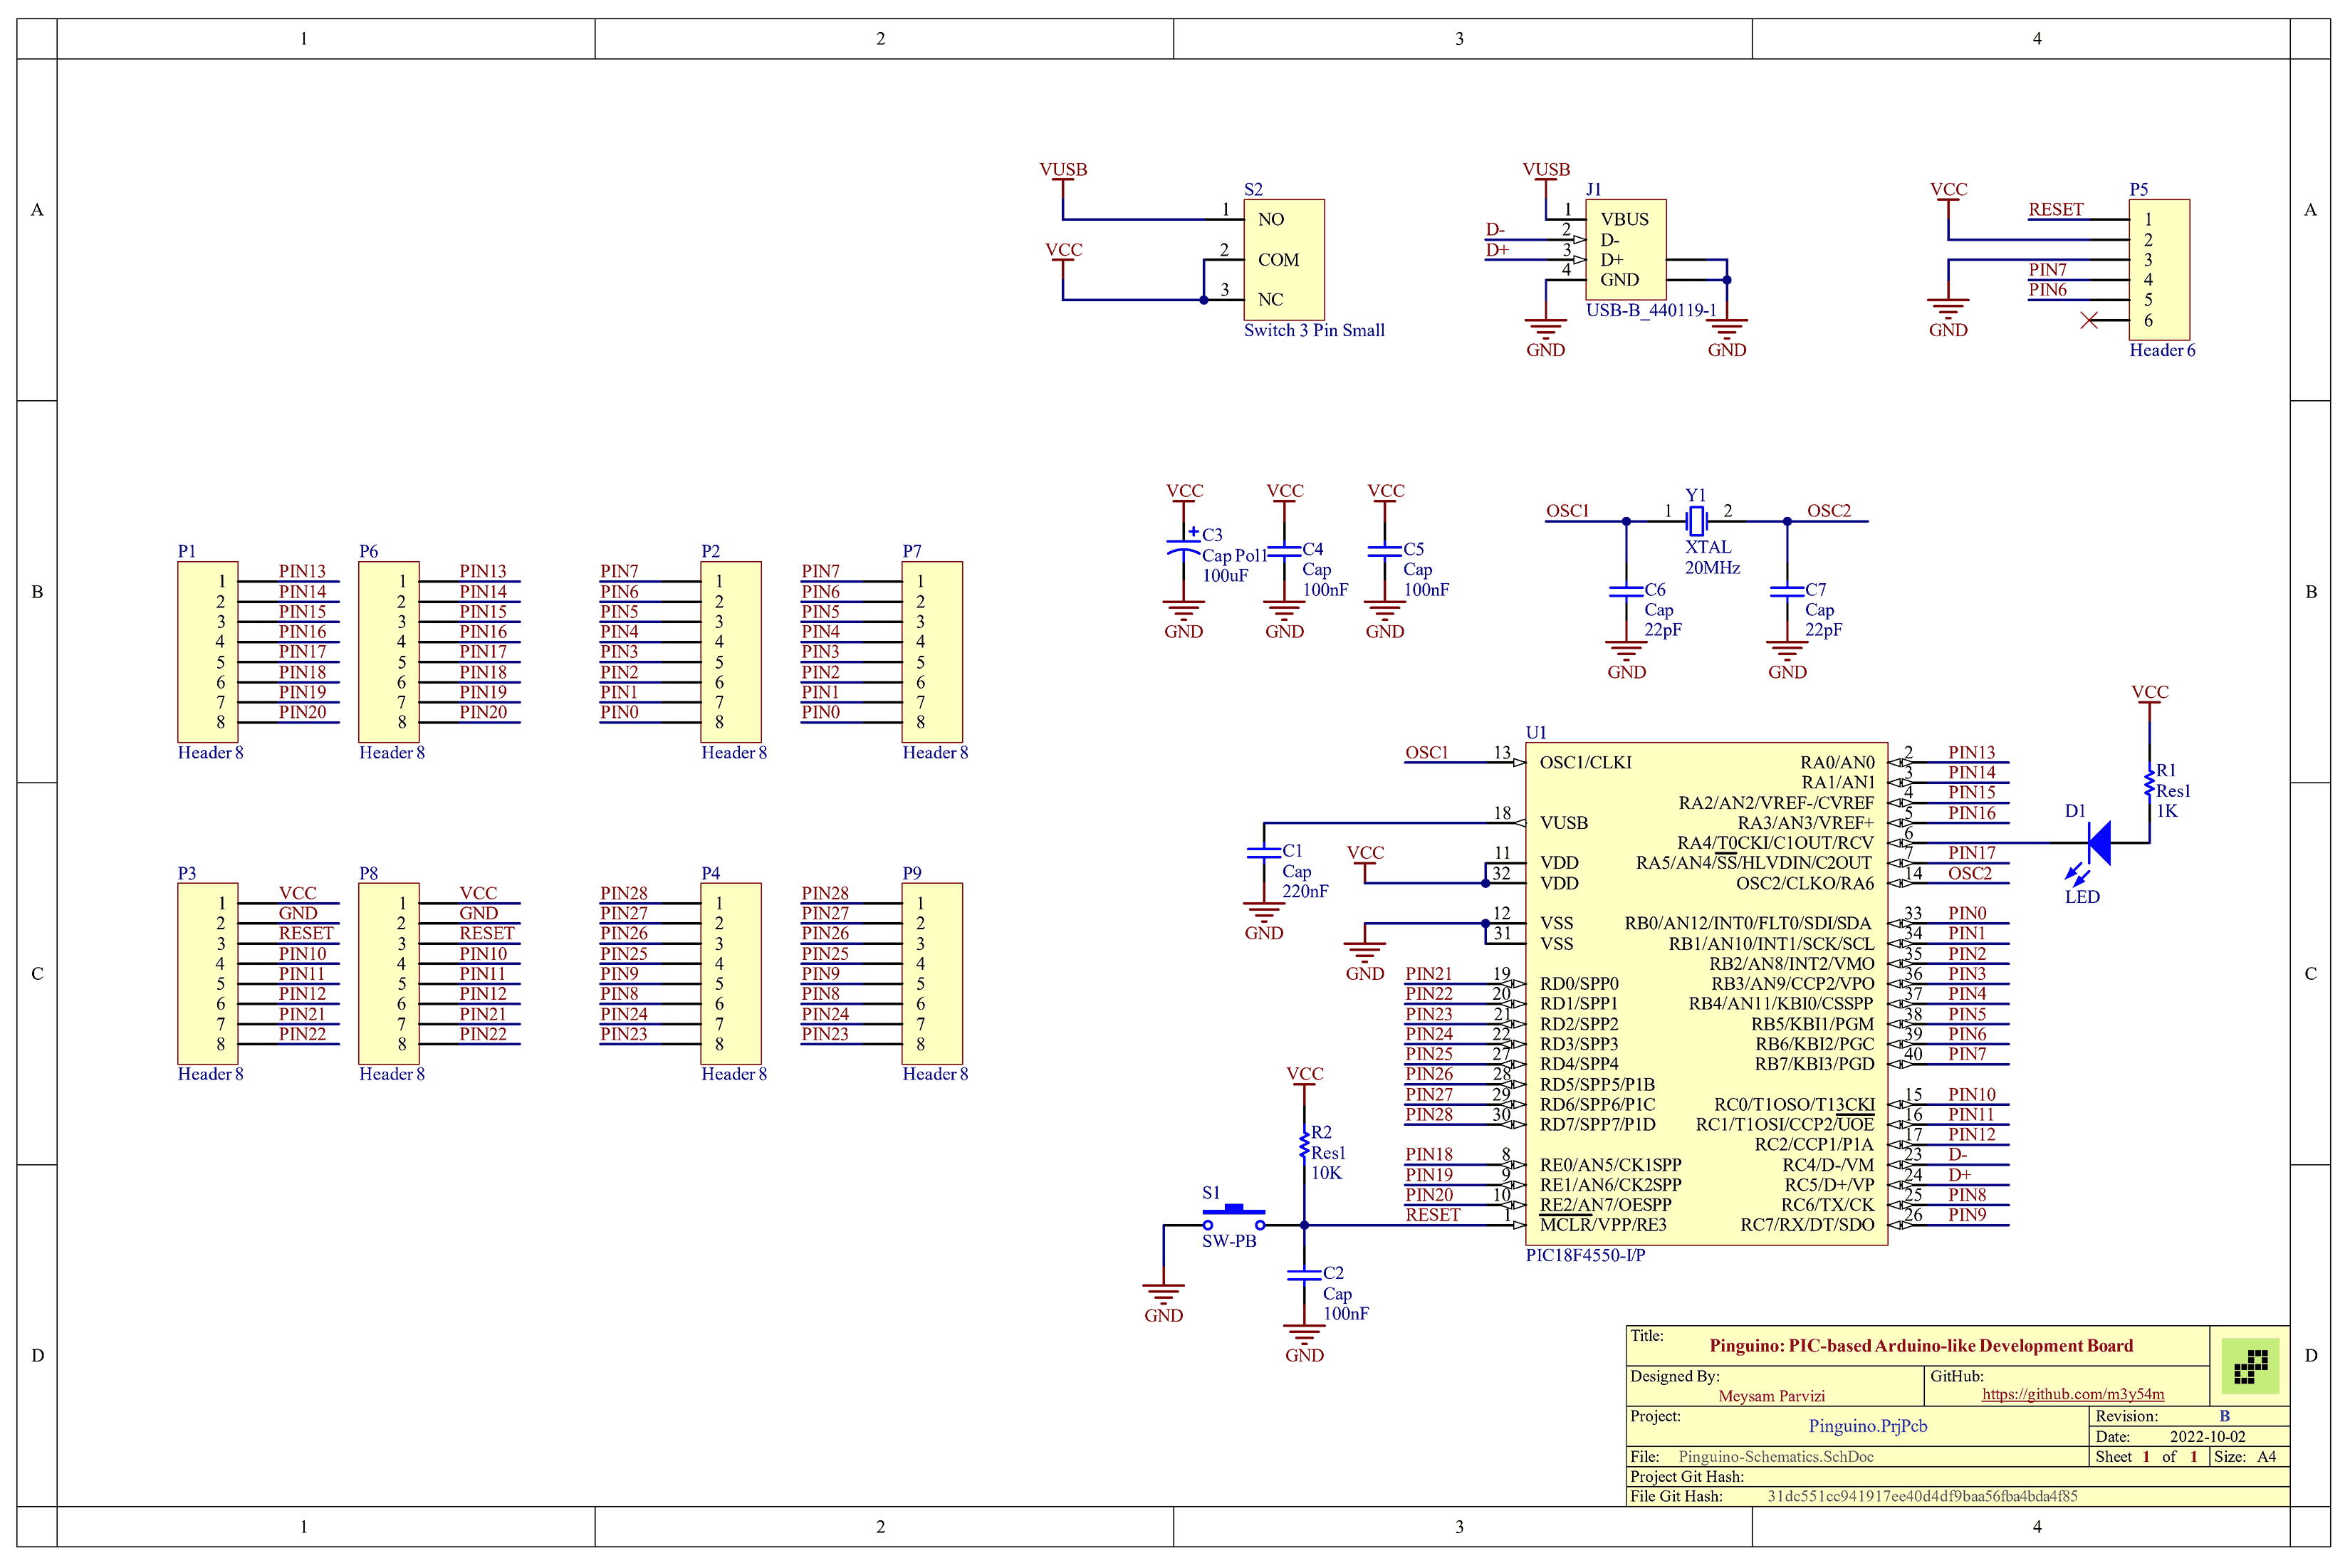 1 2 3 4
A A
VUSB
S2
1 NO
VCC
2 COM
3 NC
Switch 3 Pin Small
VUSB
J1
1 VBUS
D- 2 D-
D+ 3 D+
4 GND
USB-B_440119-1
GND GND
VCC
P5
RESET 1
2
3
PIN7 4
PIN6 5
6
GND
Header 6
B B
VCC VCC VCC
C3
Cap Pol1
100uF
C4
Cap
100nF
C5
Cap
100nF
GND GND GND
Y1
OSC1 1 2 OSC2
XTAL
20MHz
C6
Cap
22pF
C7
Cap
22pF
GND GND
P1
1 PIN13
2 PIN14
3 PIN15
4 PIN16
5 PIN17
6 PIN18
7 PIN19
8 PIN20
Header 8
P6
1 PIN13
2 PIN14
3 PIN15
4 PIN16
5 PIN17
6 PIN18
7 PIN19
8 PIN20
Header 8
P2
PIN7 1
PIN6 2
PIN5 3
PIN4 4
PIN3 5
PIN2 6
PIN1 7
PIN0 8
Header 8
P7
PIN7 1
PIN6 2
PIN5 3
PIN4 4
PIN3 5
PIN2 6
PIN1 7
PIN0 8
Header 8
C C
P3
1 VCC
2 GND
3 RESET
4 PIN10
5 PIN11
6 PIN12
7 PIN21
8 PIN22
Header 8
P8
1 VCC
2 GND
3 RESET
4 PIN10
5 PIN11
6 PIN12
7 PIN21
8 PIN22
Header 8
P4
PIN28 1
PIN27 2
PIN26 3
PIN25 4
PIN9 5
PIN8 6
PIN24 7
PIN23 8
Header 8
P9
PIN28 1
PIN27 2
PIN26 3
PIN25 4
PIN9 5
PIN8 6
PIN24 7
PIN23 8
Header 8
U1
OSC1 13 OSC1/CLKI
18 VUSB
C1
Cap
220nF
GND
VCC
11 VDD
32 VDD
12 VSS
31 VSS
GND
PIN21 19 RD0/SPP0
PIN22 20 RD1/SPP1
PIN23 21 RD2/SPP2
PIN24 22 RD3/SPP3
PIN25 27 RD4/SPP4
PIN26 28 RD5/SPP5/P1B
PIN27 29 RD6/SPP6/P1C
PIN28 30 RD7/SPP7/P1D
PIN18 8 RE0/AN5/CK1SPP
PIN19 9 RE1/AN6/CK2SPP
PIN20 10 RE2/AN7/OESPP
RESET 1 MCLR/VPP/RE3
RA0/AN0 2 PIN13
RA1/AN1 3 PIN14
RA2/AN2/VREF-/CVREF 4 PIN15
RA3/AN3/VREF+ 5 PIN16
RA4/T0CKI/C1OUT/RCV 6
RA5/AN4/SS/HLVDIN/C2OUT 7 PIN17
OSC2/CLKO/RA6 14 OSC2
RB0/AN12/INT0/FLT0/SDI/SDA 33 PIN0
RB1/AN10/INT1/SCK/SCL 34 PIN1
RB2/AN8/INT2/VMO 35 PIN2
RB3/AN9/CCP2/VPO 36 PIN3
RB4/AN11/KBI0/CSSPP 37 PIN4
RB5/KBI1/PGM 38 PIN5
RB6/KBI2/PGC 39 PIN6
RB7/KBI3/PGD 40 PIN7
RC0/T1OSO/T13CKI 15 PIN10
RC1/T1OSI/CCP2/UOE 16 PIN11
RC2/CCP1/P1A 17 PIN12
RC4/D-/VM 23 D-
RC5/D+/VP 24 D+
RC6/TX/CK 25 PIN8
RC7/RX/DT/SDO 26 PIN9
PIC18F4550-I/P
VCC
R1
Res1
1K
D1
LED
VCC
R2
Res1
10K
S1
SW-PB
GND
C2
Cap
100nF
GND
D D
Title:
Pinguino: PIC-based Arduino-like Development Board
Designed By:
Meysam Parvizi
GitHub:
https://github.com/m3y54m
Project:
Pinguino.PrjPcb
Revision: B
Date: 2022-10-02
File: Pinguino-Schematics.SchDoc
Sheet 1 of 1 Size: A4
Project Git Hash:
File Git Hash: 31dc551cc941917ee40d4df9baa56fba4bda4f85
1 2 3 4